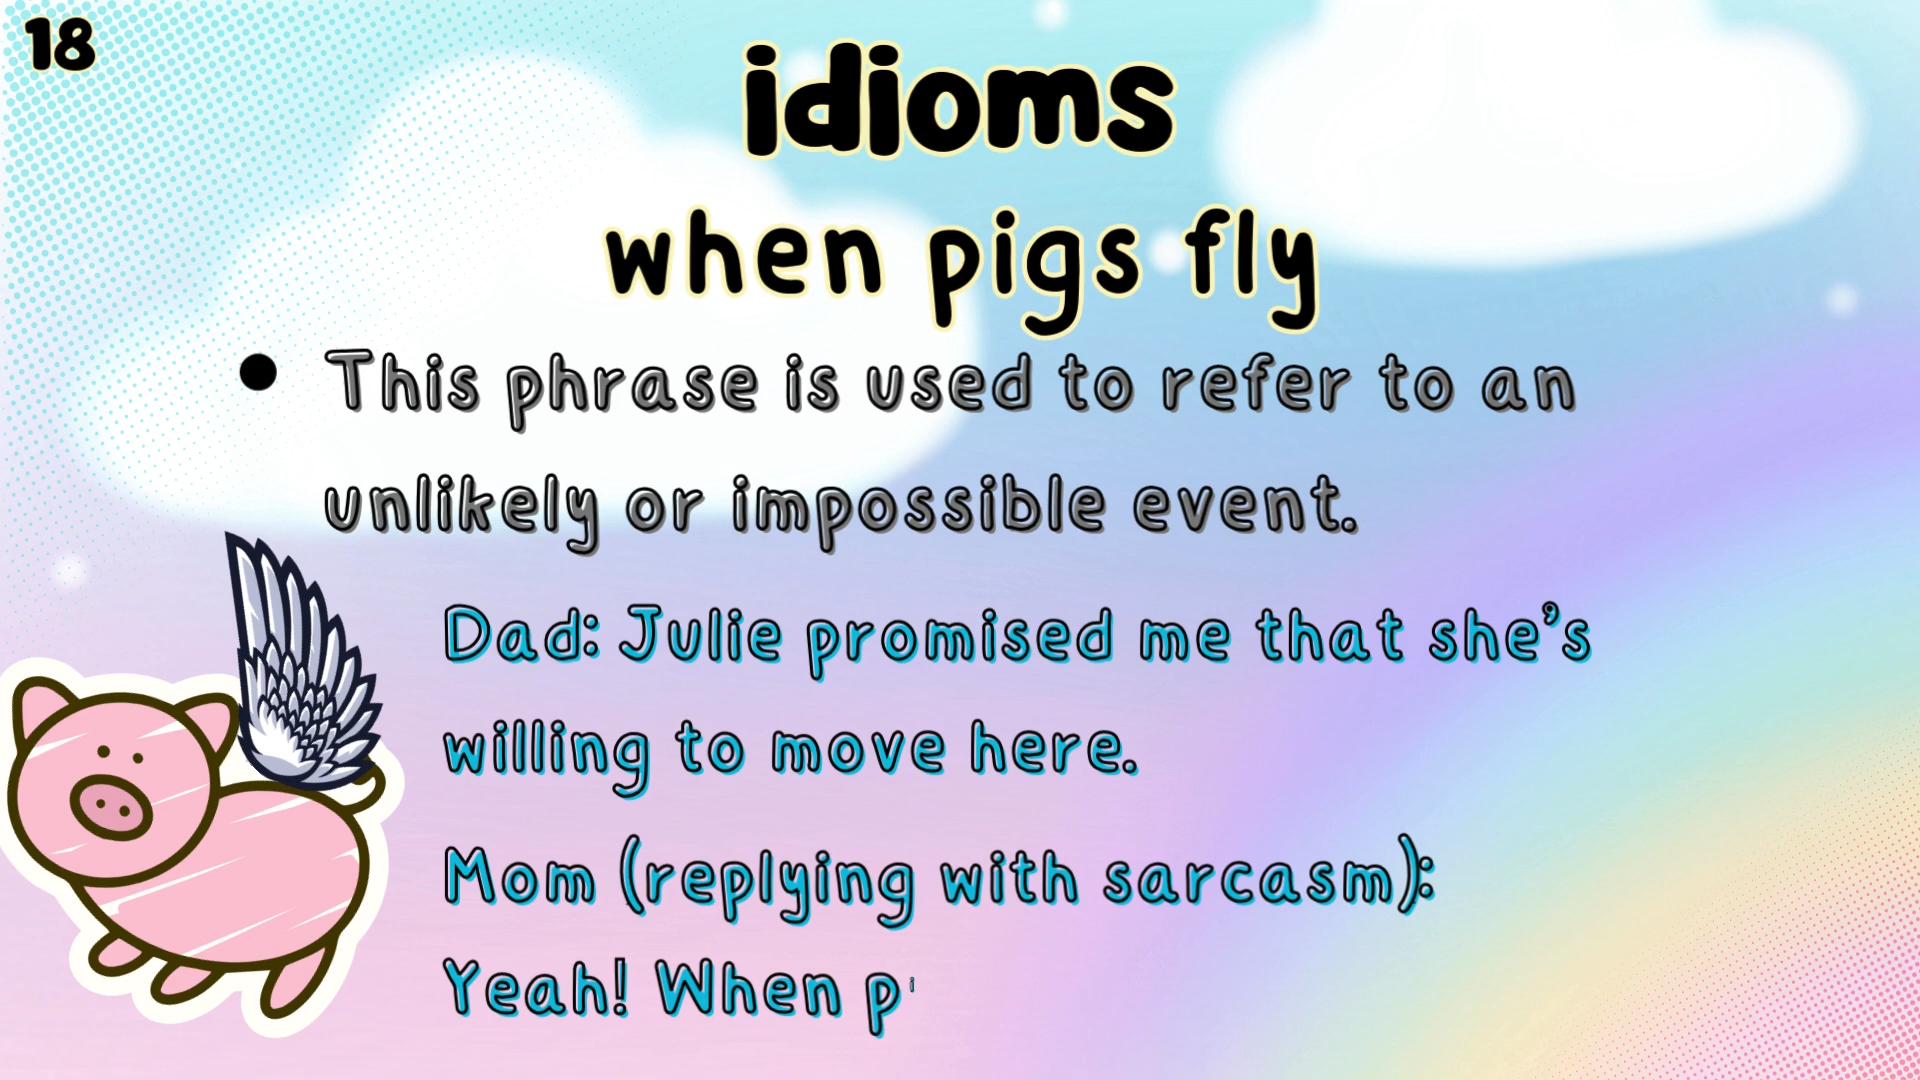 18
idioms
when pigs fly
• This phrase is used to refer to an
unlikely or impossible event.
Dad: Julie promised me that she's
willing to move here.
Mom (replying with sarcasm):
Yeah! When pi